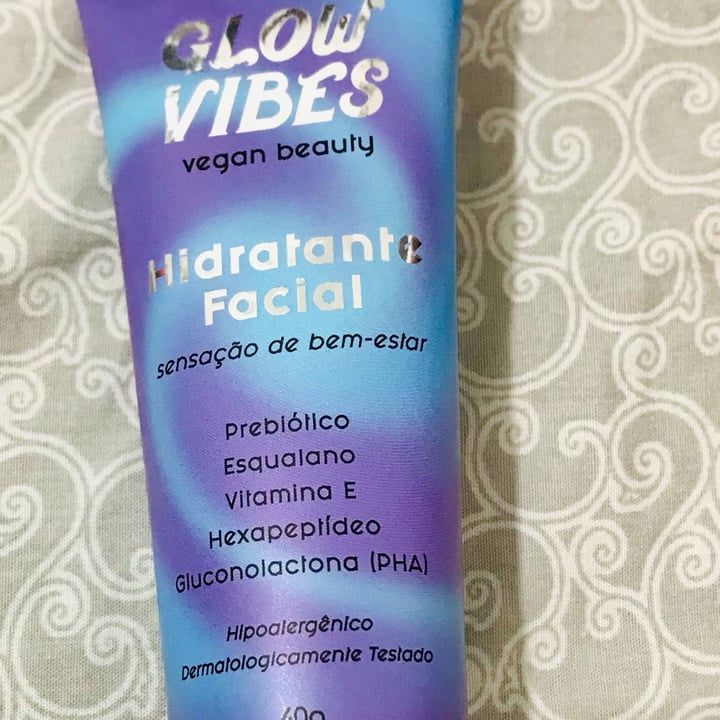 GLOW
VIBES
vegan beauty
Hidratante
Facial
sensação de bem-estar
Prebiótico
Esqualano
Vitamina E
Hexapeptídeo
Gluconolactona (PHA)
Hipoalergênico
Dermatologicamente Testado
40g